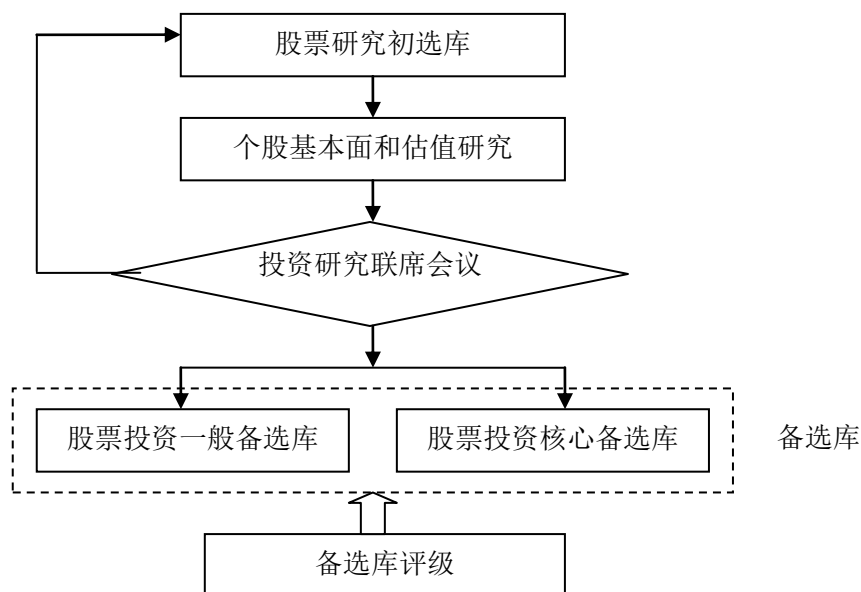 股票研究初选库
个股基本面和估值研究
投资研究联席会议
股票投资一般备选库
股票投资核心备选库
备选库
备选库评级